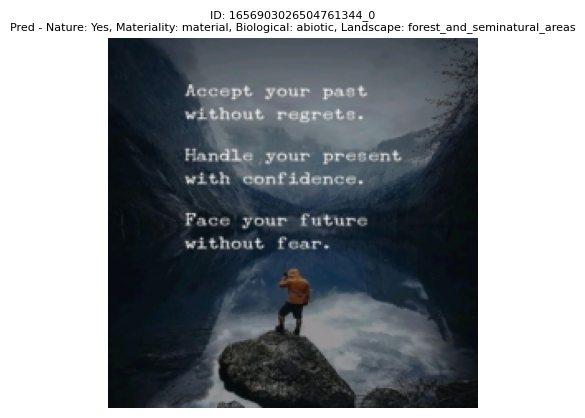 ID: 1656903026504761344_0
Pred - Nature: Yes, Materiality: material, Biological: abiotic, Landscape: forest_and_seminatural_areas
Accept your past
without regrets.
Handle your present
with confidence.
Face your future
without fear.